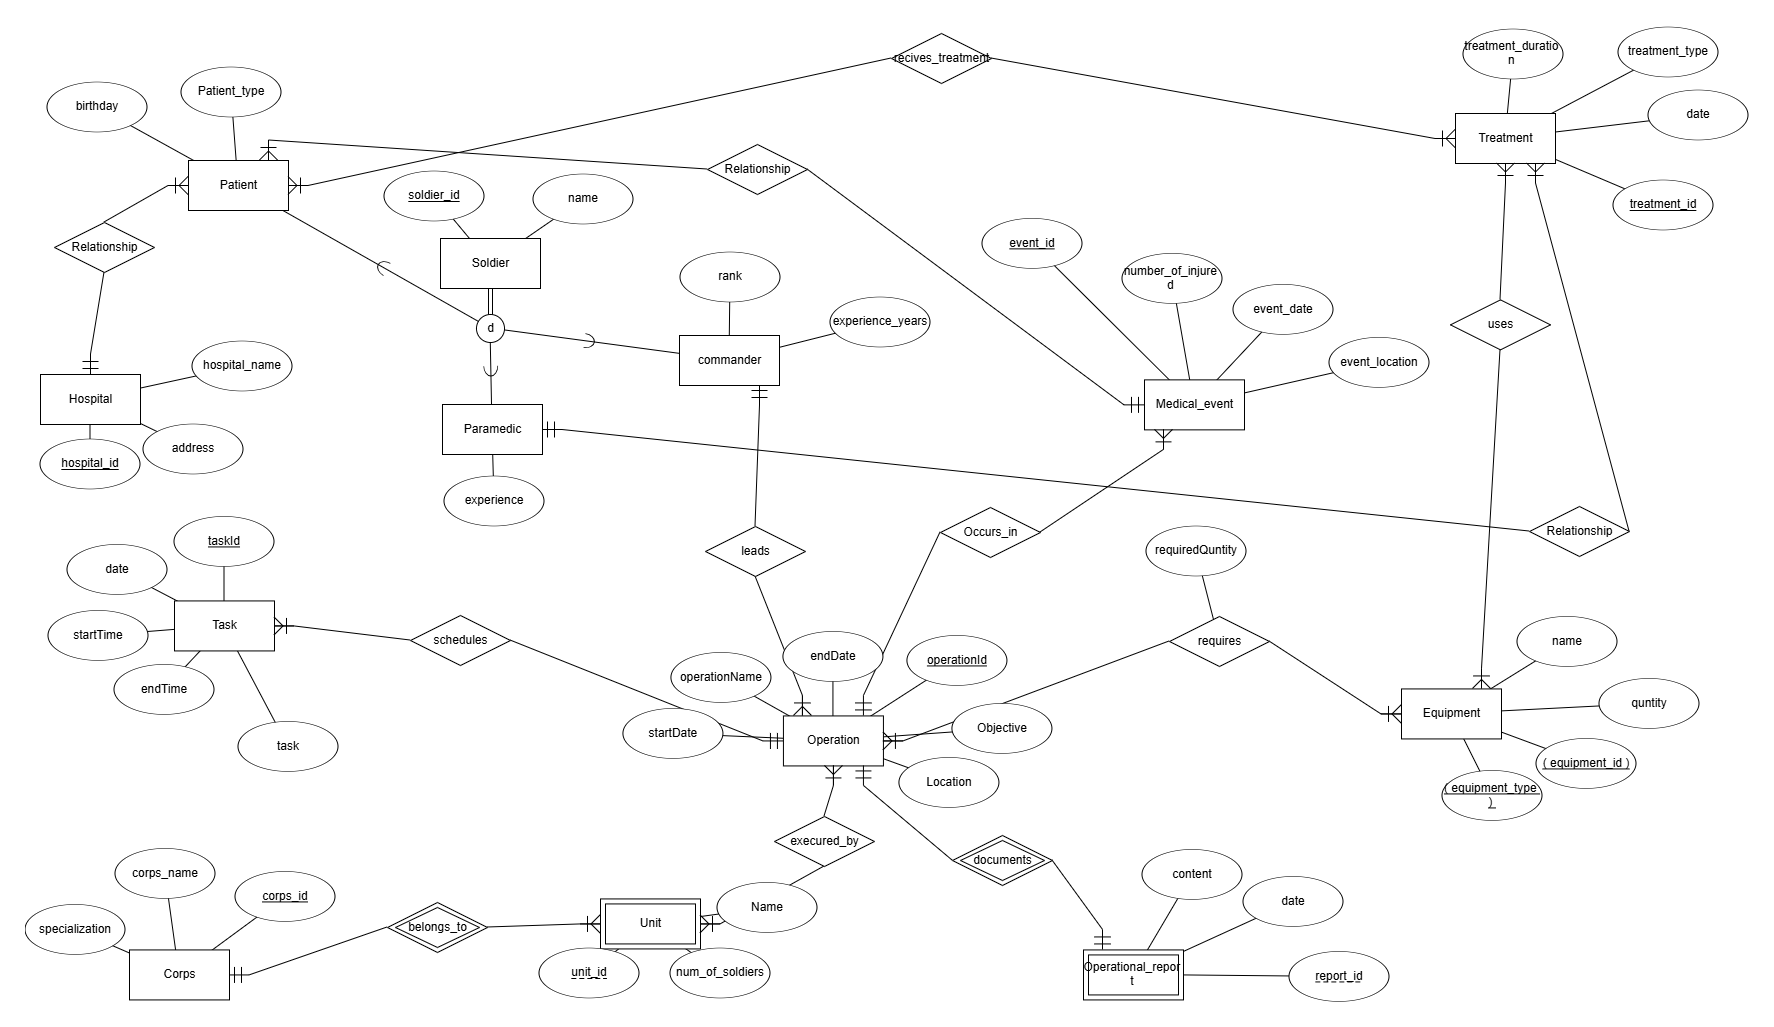 recives_treatment
treatment_duratio
n
treatment_type
date
Treatment
treatment_id
birthday
Patient_type
Patient
Relationship
soldier_id
name
Soldier
d
Relationship
rank
experience_years
commander
event_id
number_of_injure
d
event_date
event_location
Medical_event
uses
Hospital
hospital_name
address
hospital_id
Paramedic
experience
Relationship
leads
Occurs_in
requiredQuntity
requires
taskId
date
startTime
Task
endTime
task
schedules
operationName
endDate
operationId
startDate
Operation
Objective
Location
name
Equipment
quntity
( equipment_id )
( equipment_type
)
execured_by
documents
corps_name
corps_id
specialization
Corps
belongs_to
Unit
Name
unit_id
num_of_soldiers
content
date
Operational_repor
t
report_id